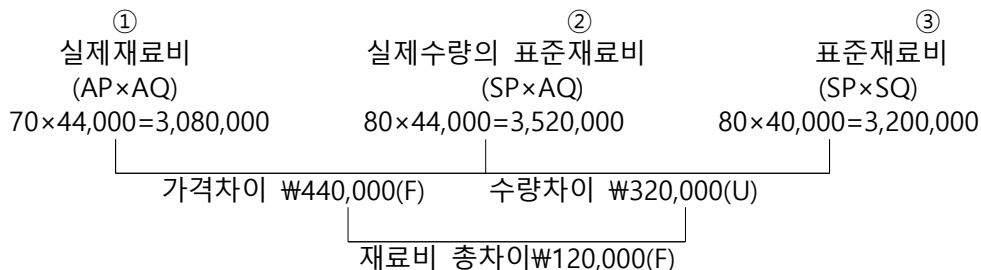 ① ② ③
실제재료비 실제수량의 표준재료비 표준재료비
(AP×AQ) (SP×AQ) (SP×SQ)
70×44,000=3,080,000 80×44,000=3,520,000 80×40,000=3,200,000
가격차이 ₩440,000(F) 수량차이 ₩320,000(U)
재료비 총차이₩120,000(F)